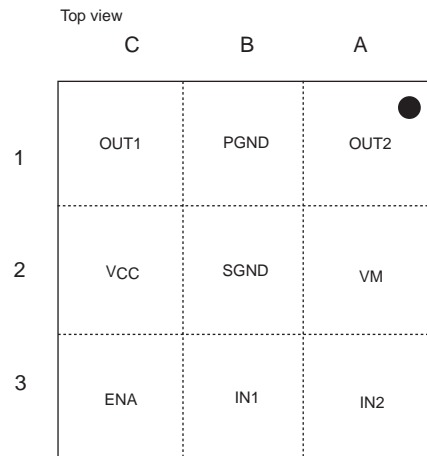 Top view
C B A
1 OUT1 PGND OUT2
2 VCC SGND VM
3 ENA IN1 IN2